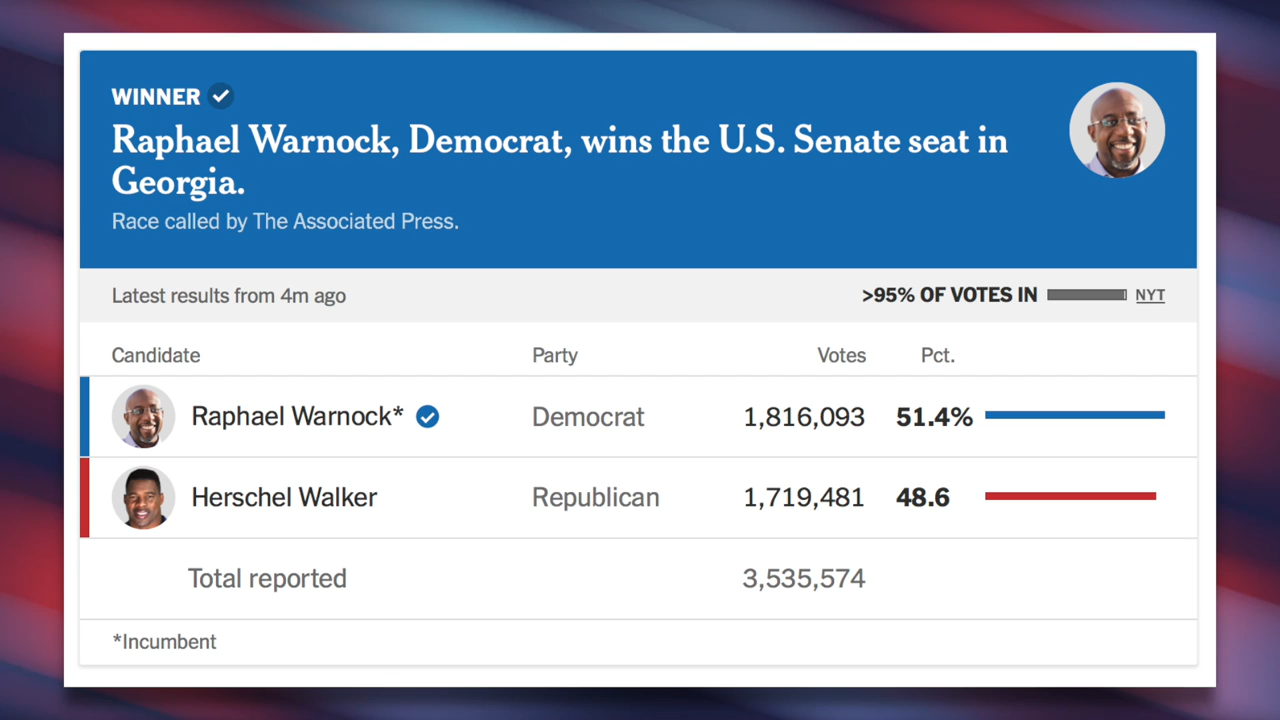 WINNER
Raphael Warnock, Democrat, wins the U.S. Senate seat in
Georgia.
Race called by The Associated Press.
Latest results from 4m ago >95% OF VOTES IN NYT
Candidate Party Votes Pct.
Raphael Warnock* Democrat 1,816,093 51.4%
Herschel Walker Republican 1,719,481 48.6
Total reported 3,535,574
*Incumbent